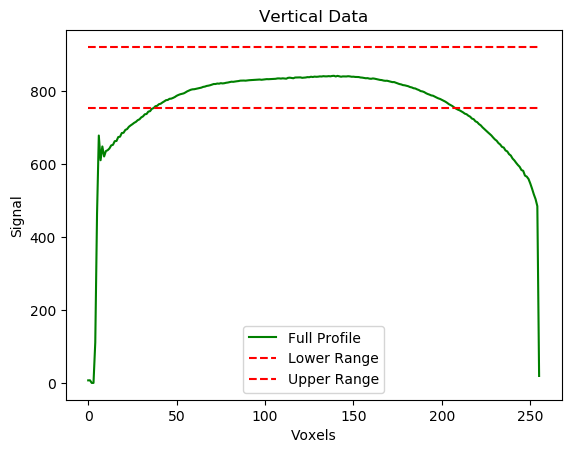 Vertical Data
Signal
800
600
400
200
0
Full Profile
Lower Range
Upper Range
0 50 100 150 200 250
Voxels